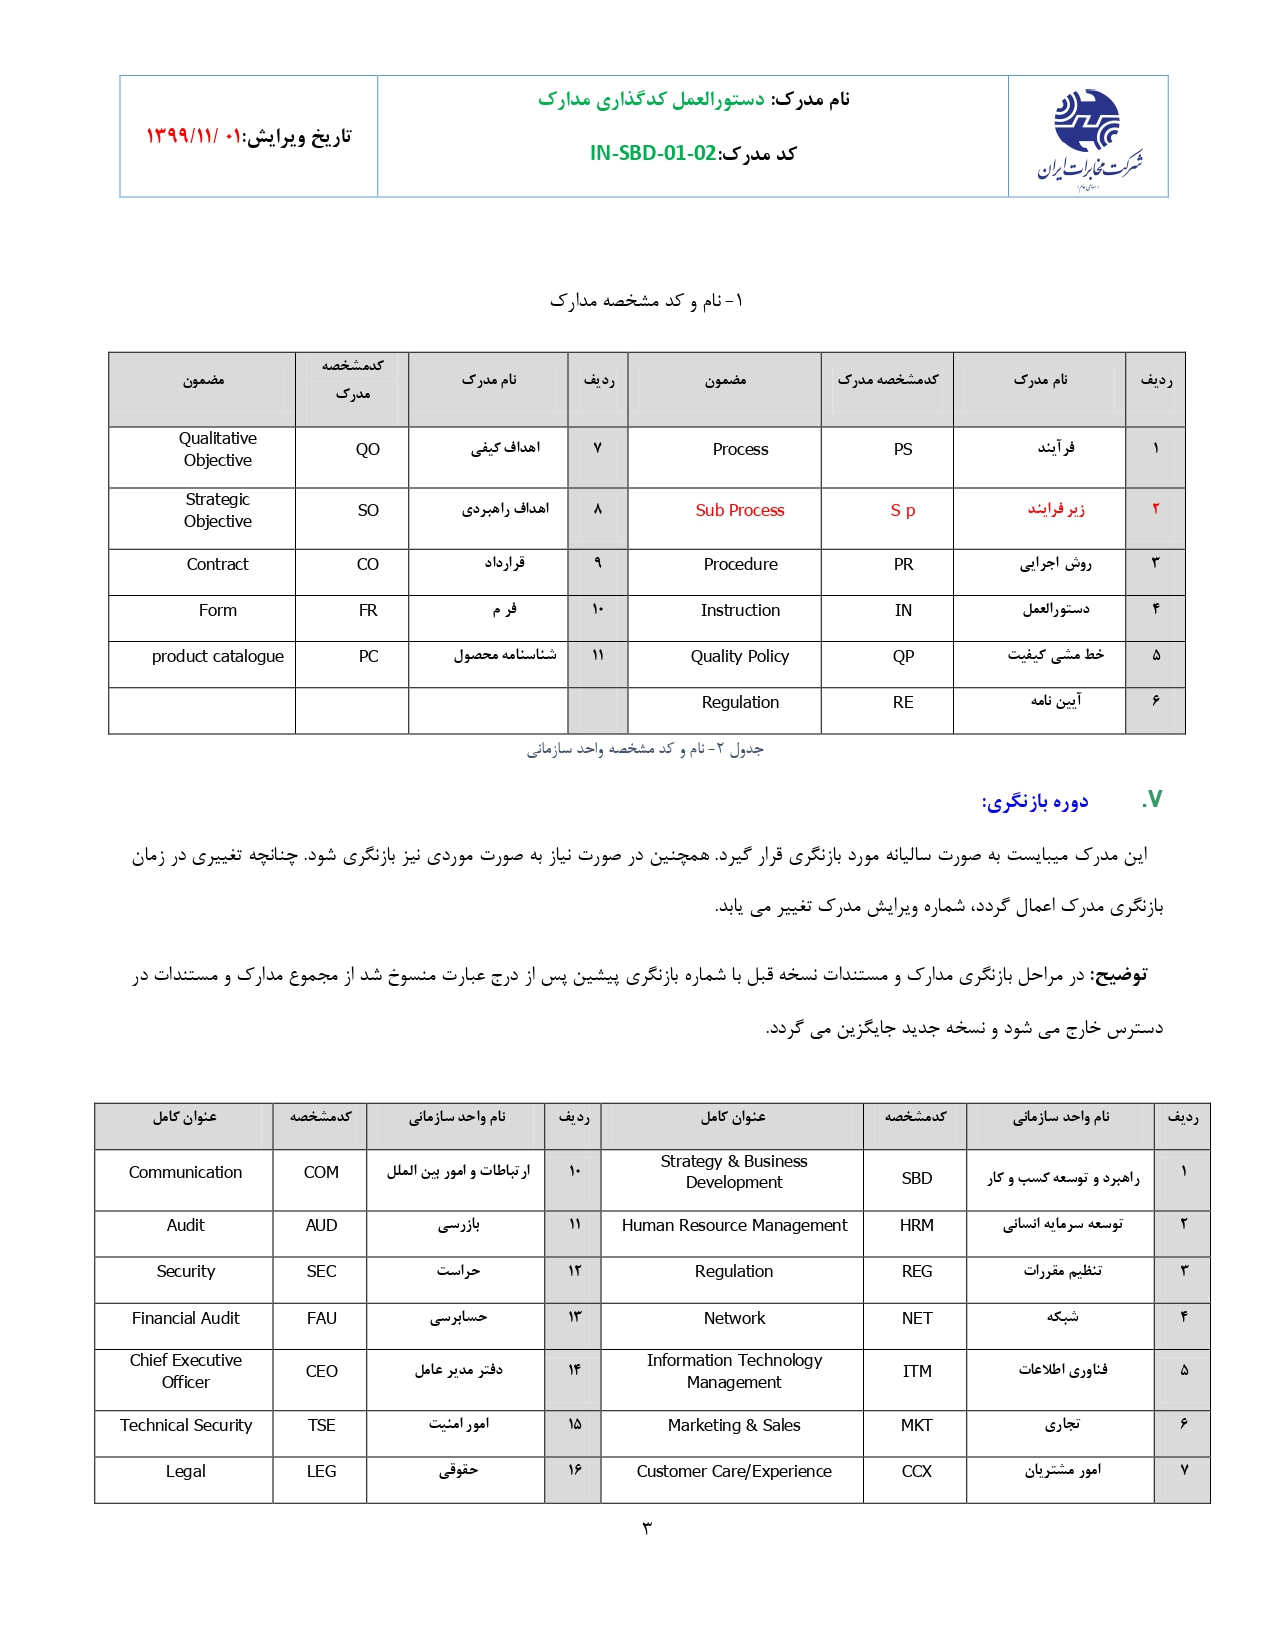 شرکت مخابرات ایران
(سهامی عام)
نام مدرک: دستورالعمل کدگذاری مدارک
کد مدرک:IN-SBD-01-02
تاریخ ویرایش:۰۱ /۱۳۹۹/۱۱
۱- نام و کد مشخصه مدارک
ردیف نام مدرک کدمشخصه مدرک مضمون ردیف نام مدرک کدمشخصه مدرک مضمون
۱ فرآیند PS Process ۷ اهداف کیفی QO Qualitative Objective
۲ زیر فرایند S p Sub Process ۸ اهداف راهبردی SO Strategic Objective
۳ روش اجرایی PR Procedure ۹ قرارداد CO Contract
۴ دستورالعمل IN Instruction ۱۰ فر م FR Form
۵ خط مشی کیفیت QP Quality Policy ۱۱ شناسنامه محصول PC product catalogue
۶ آیین نامه RE Regulation
جدول ۲- نام و کد مشخصه واحد سازمانی
۷. دوره بازنگری:
این مدرک میبایست به صورت سالیانه مورد بازنگری قرار گیرد. همچنین در صورت نیاز به صورت موردی نیز بازنگری شود. چنانچه تغییری در زمان
بازنگری مدرک اعمال گردد، شماره ویرایش مدرک تغییر می یابد.
توضیح: در مراحل بازنگری مدارک و مستندات نسخه قبل با شماره بازنگری پیشین پس از درج عبارت منسوخ شد از مجموع مدارک و مستندات در
دسترس خارج می شود و نسخه جدید جایگزین می گردد.
ردیف نام واحد سازمانی کدمشخصه عنوان کامل ردیف نام واحد سازمانی کدمشخصه عنوان کامل
۱ راهبرد و توسعه کسب و کار SBD Strategy & Business Development ۱۰ ارتباطات و امور بین الملل COM Communication
۲ توسعه سرمایه انسانی HRM Human Resource Management ۱۱ بازرسی AUD Audit
۳ تنظیم مقررات REG Regulation ۱۲ حراست SEC Security
۴ شبکه NET Network ۱۳ حسابرسی FAU Financial Audit
۵ فناوری اطلاعات ITM Information Technology Management ۱۴ دفتر مدیر عامل CEO Chief Executive Officer
۶ تجاری MKT Marketing & Sales ۱۵ امور امنیت TSE Technical Security
۷ امور مشتریان CCX Customer Care/Experience ۱۶ حقوقی LEG Legal
۳